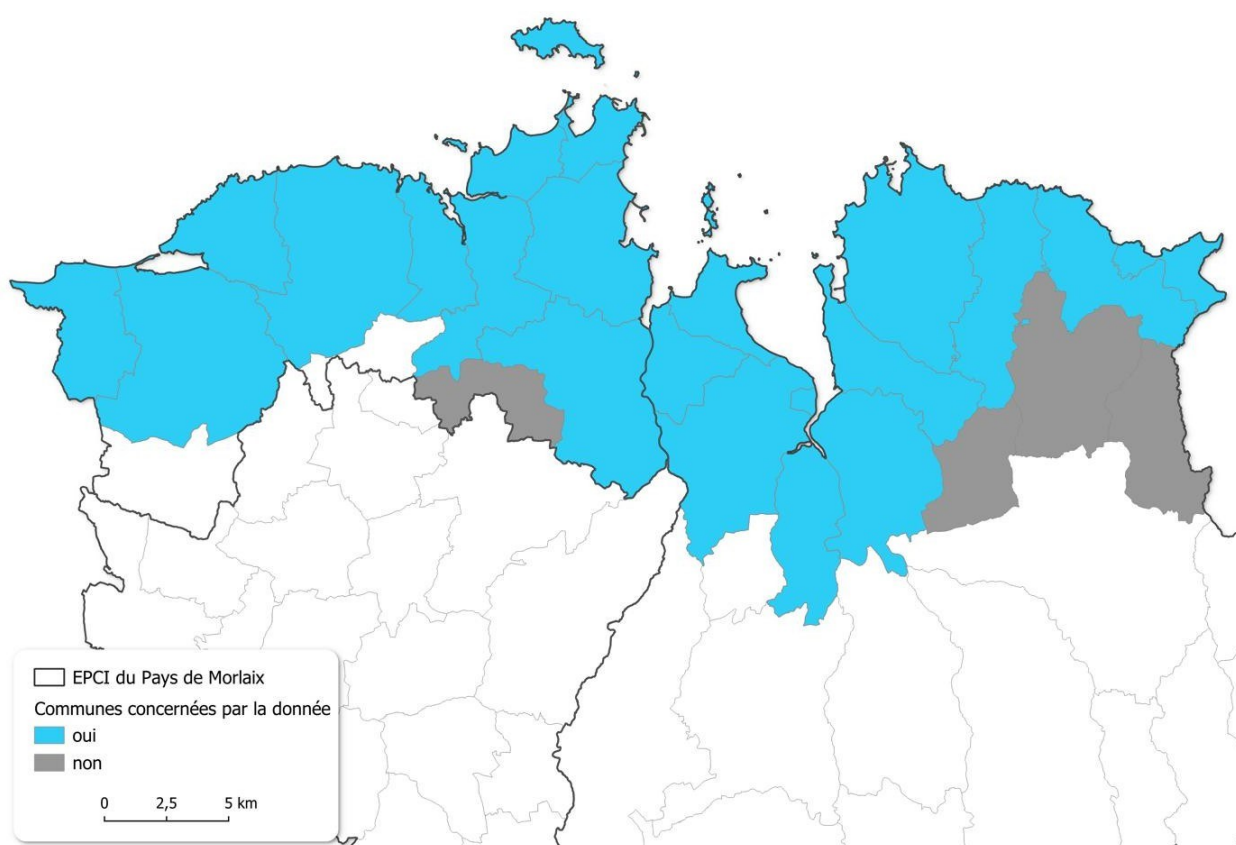 EPCI du Pays de Morlaix
Communes concernées par la donnée
oui
non
0 2,5 5 km